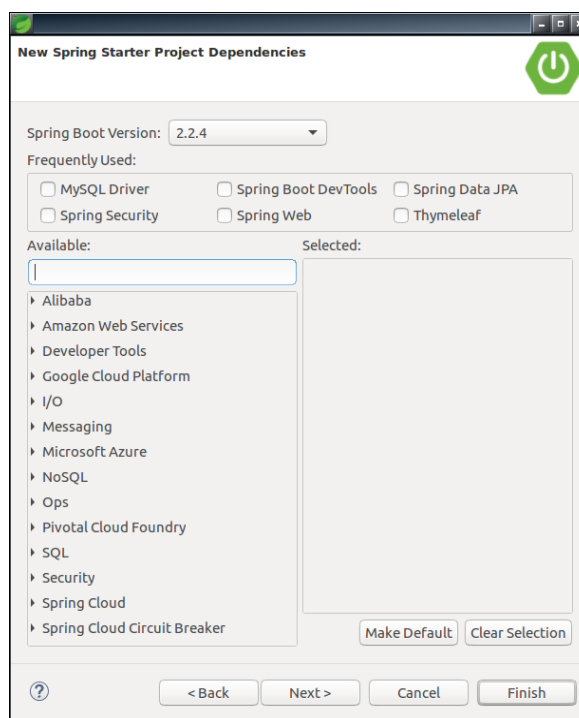 New Spring Starter Project Dependencies
Spring Boot Version: 2.2.4
Frequently Used:
MySQL Driver Spring Boot DevTools Spring Data JPA
Spring Security Spring Web Thymeleaf
Available: Selected:
Alibaba
Amazon Web Services
Developer Tools
Google Cloud Platform
I/O
Messaging
Microsoft Azure
NoSQL
Ops
Pivotal Cloud Foundry
SQL
Security
Spring Cloud
Spring Cloud Circuit Breaker
Make Default Clear Selection
? < Back Next > Cancel Finish